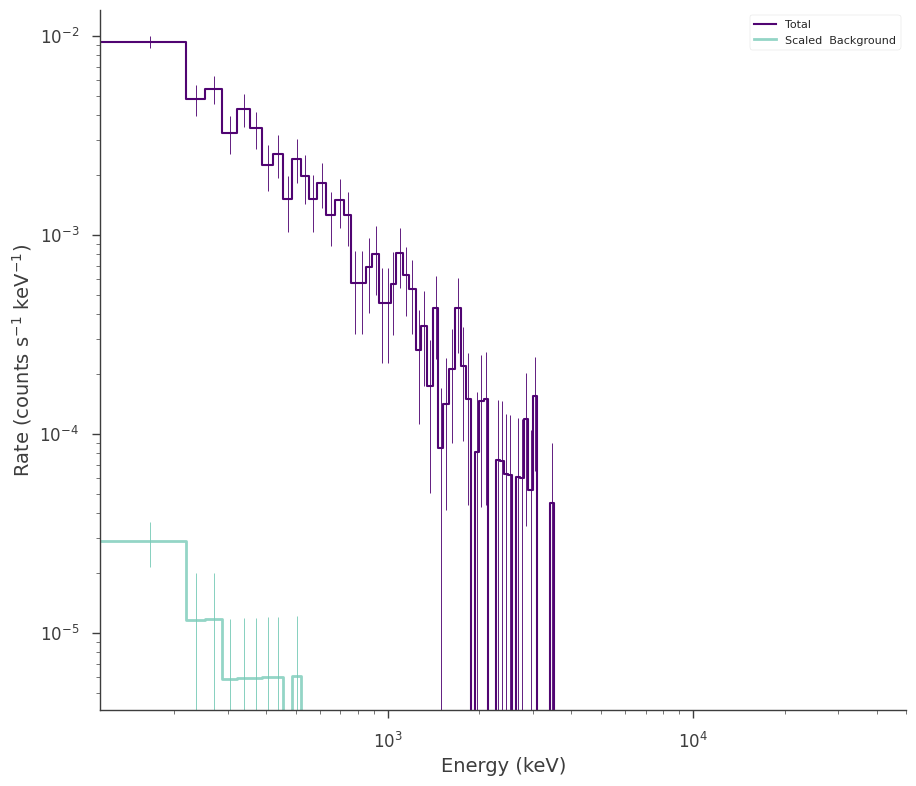 Total
Scaled  Background
10⁻²
10⁻³
10⁻⁴
10⁻⁵
Rate (counts s⁻¹ keV⁻¹)
10³
10⁴
Energy (keV)